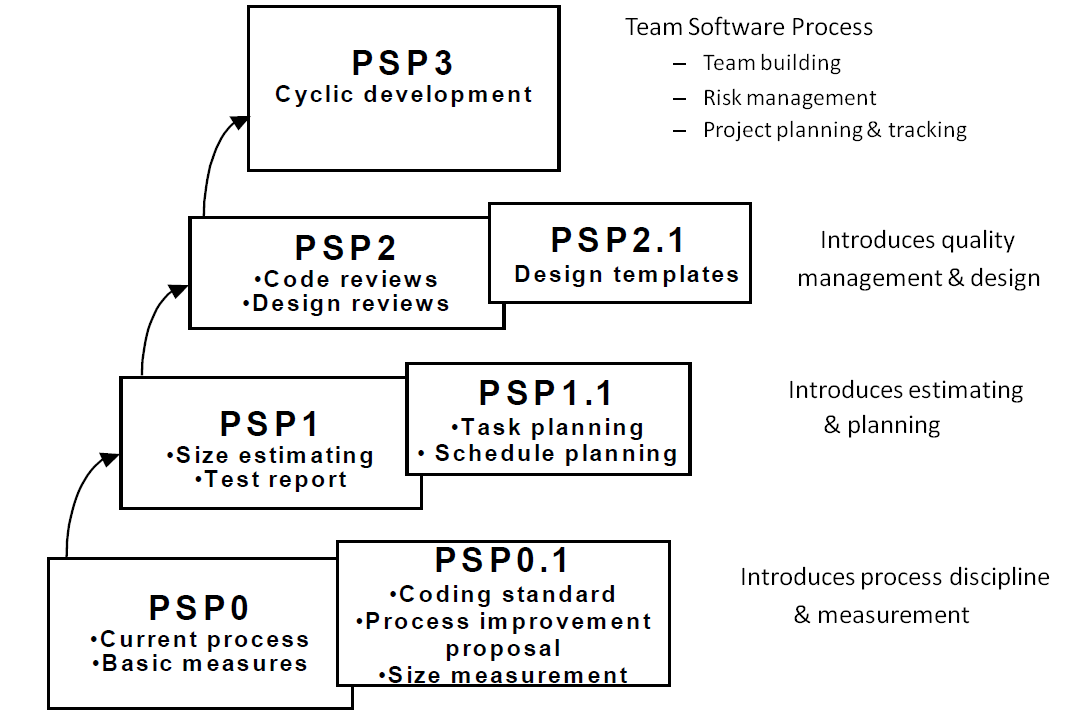 PSP3
Cyclic development
Team Software Process
– Team building
– Risk management
– Project planning & tracking
PSP2
•Code reviews
•Design reviews
PSP2.1
Design templates
Introduces quality
management & design
PSP1
•Size estimating
•Test report
PSP1.1
•Task planning
• Schedule planning
Introduces estimating
& planning
PSP0
•Current process
•Basic measures
PSP0.1
•Coding standard
•Process improvement
proposal
•Size measurement
Introduces process discipline
& measurement